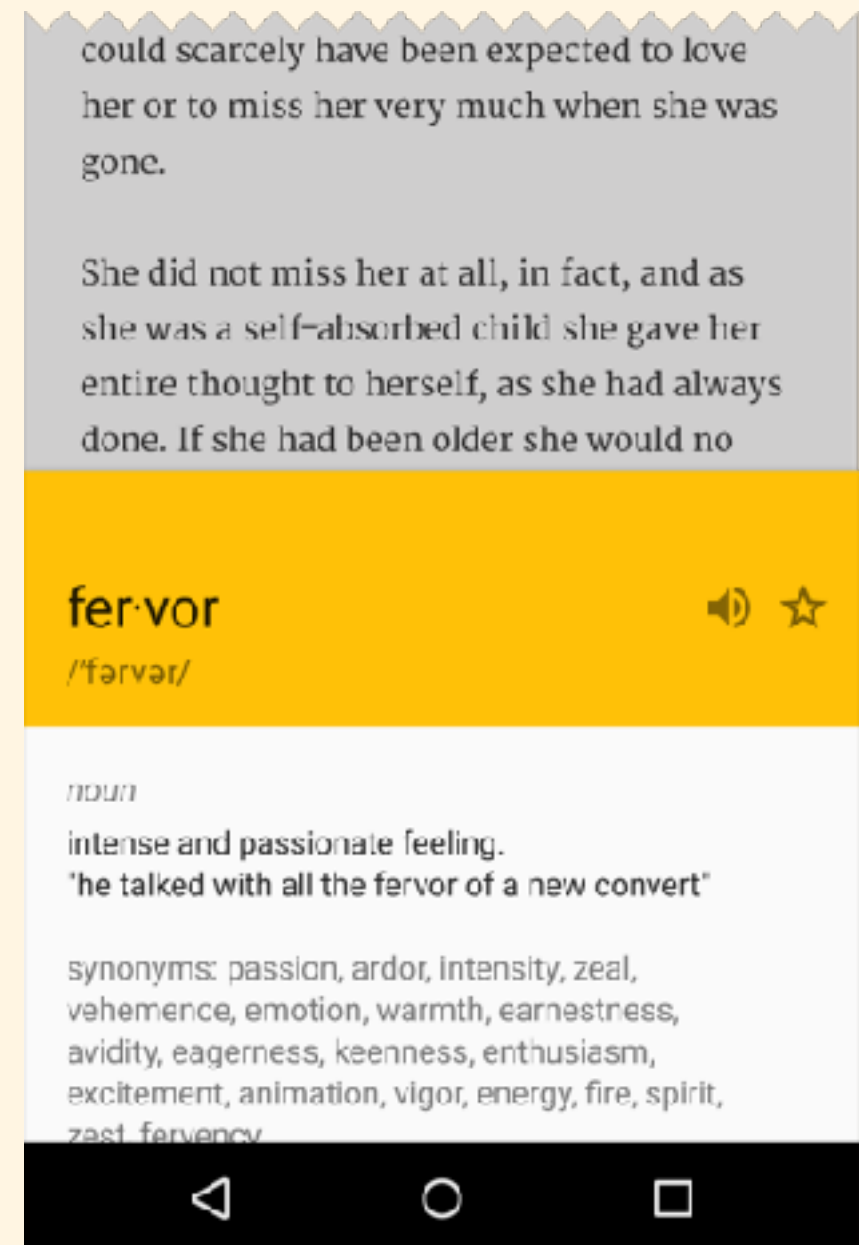 could scarcely have been expected to love
her or to miss her very much when she was
gone.
She did not miss her at all, in fact, and as
she was a self-absorbed child she gave her
entire thought to herself, as she had always
done. If she had been older she would no
fer·vor
/ˈfərvər/
noun
intense and passionate feeling.
"he talked with all the fervor of a new convert"
synonyms: passion, ardor, intensity, zeal,
vehemence, emotion, warmth, earnestness,
avidity, eagerness, keenness, enthusiasm,
excitement, animation, vigor, energy, fire, spirit,
zest, fervency